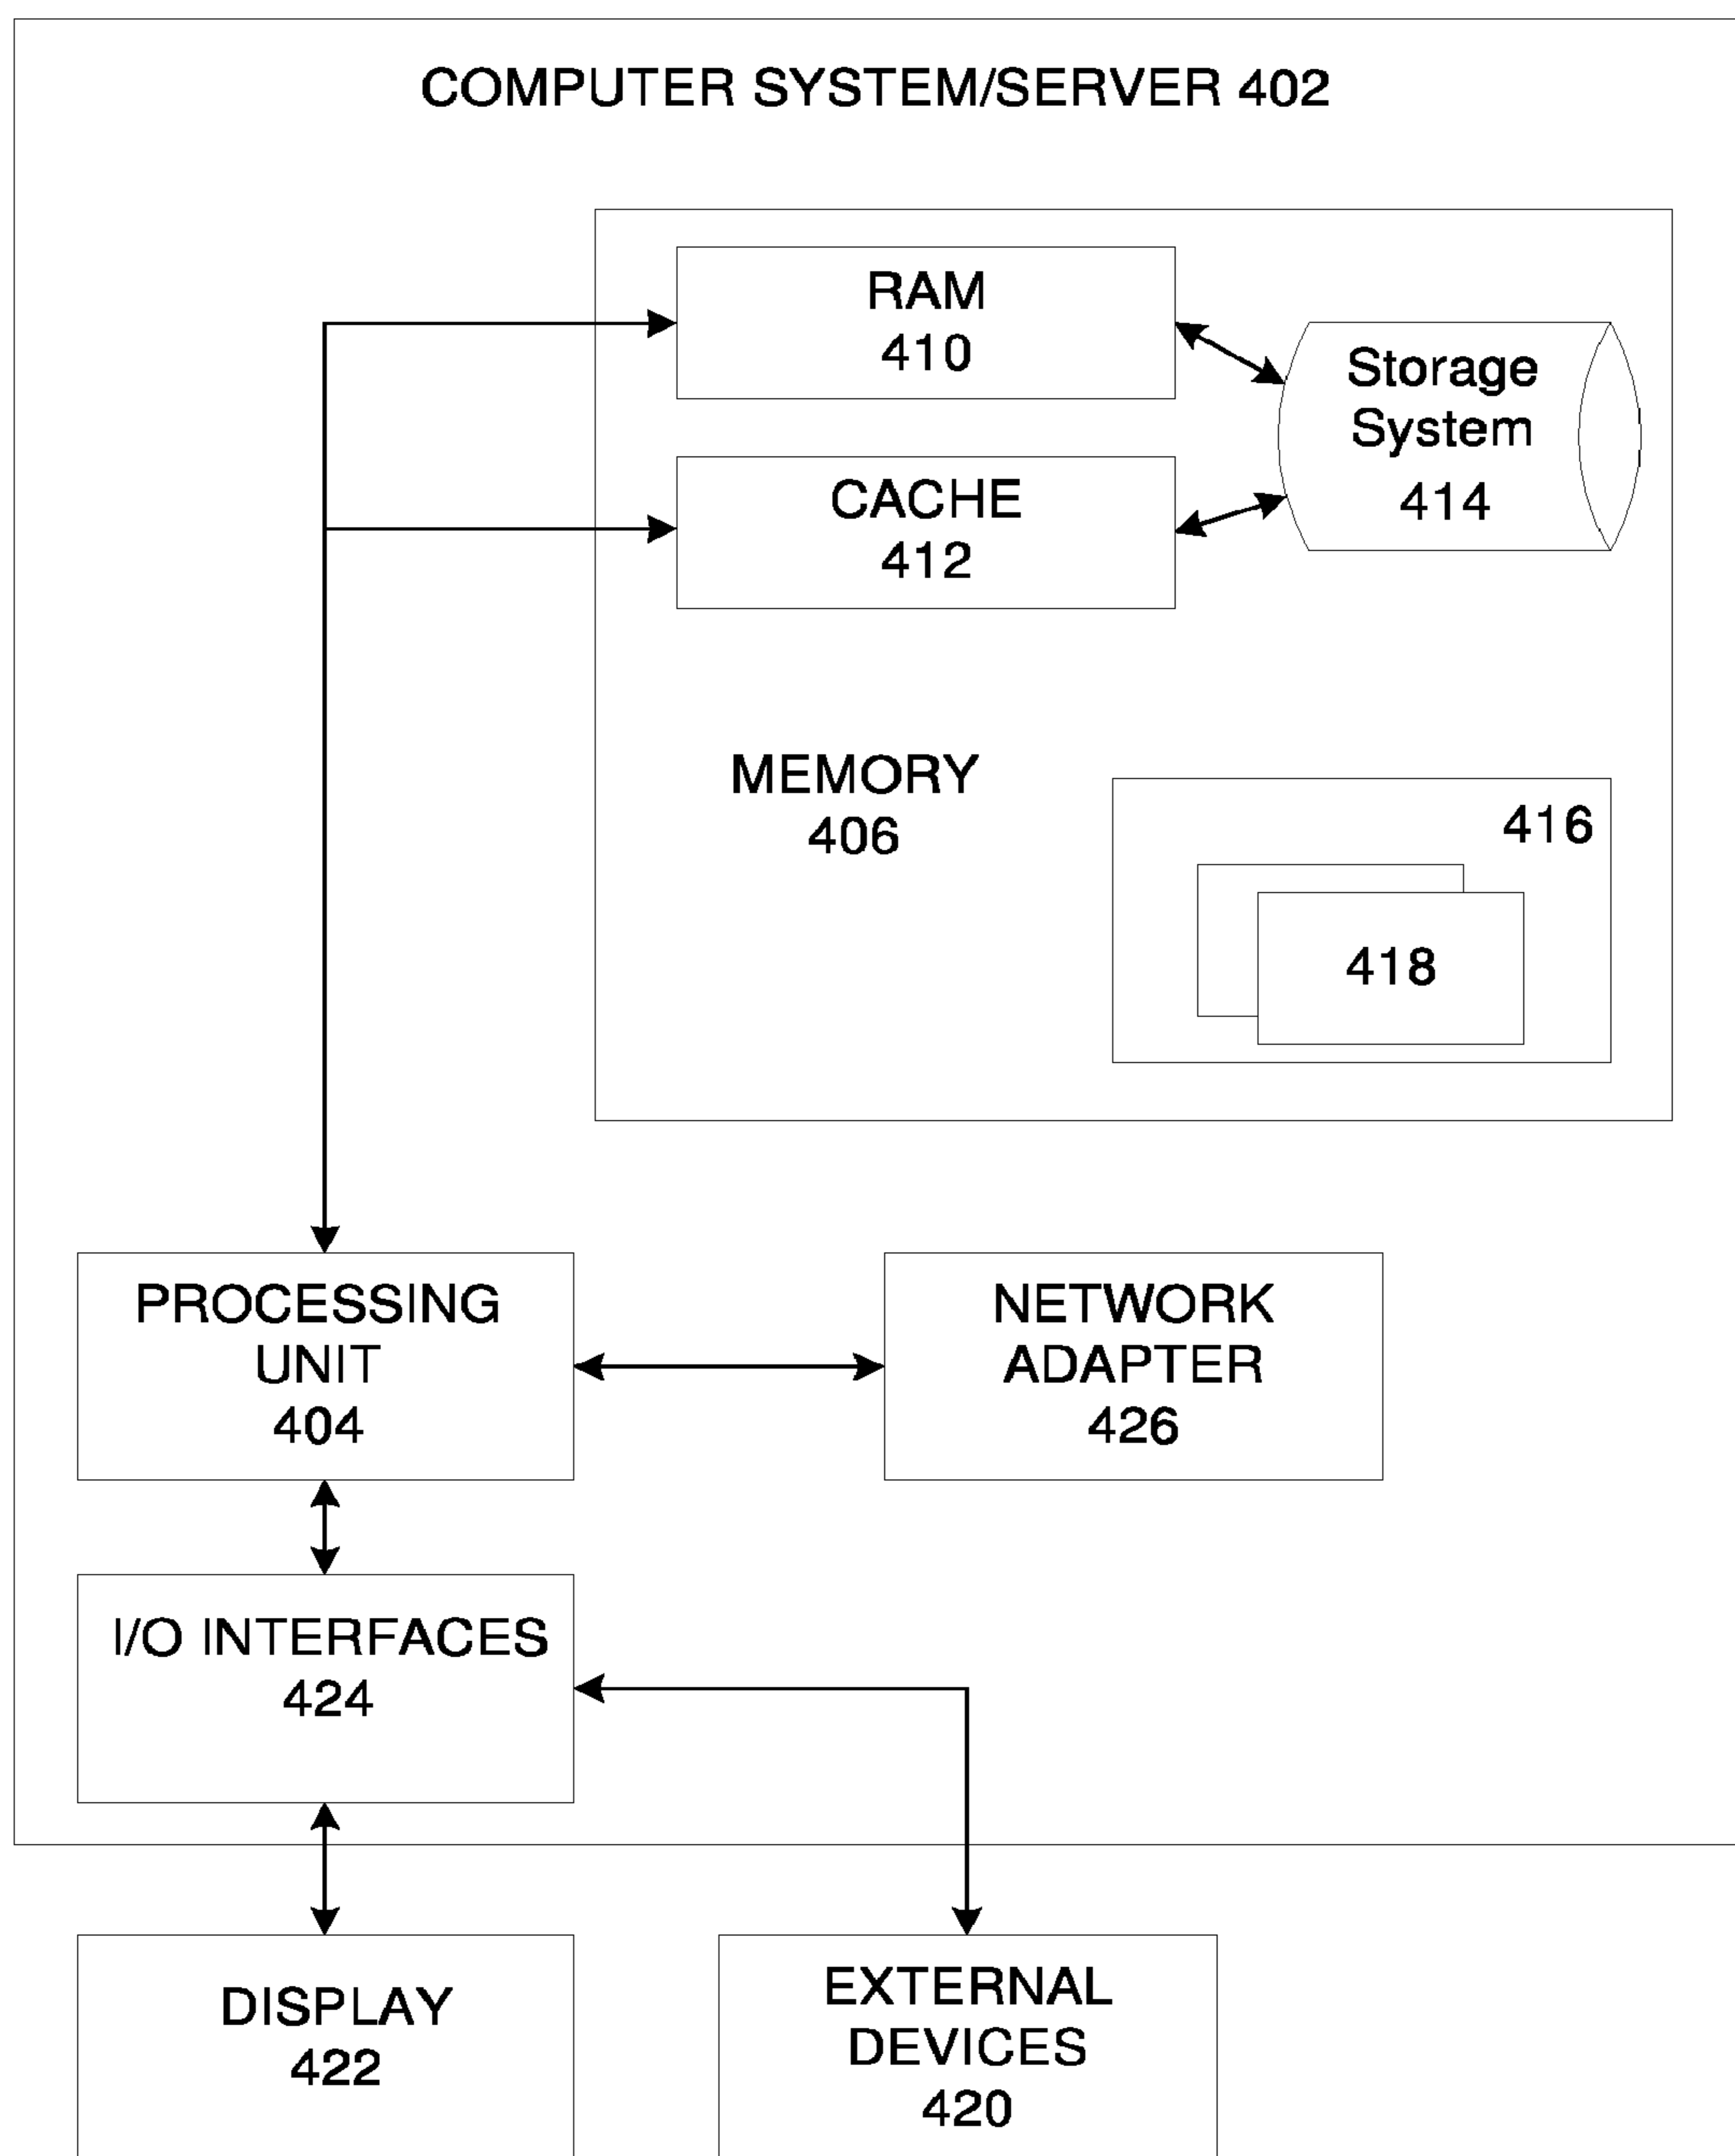 COMPUTER SYSTEM/SERVER 402
RAM
410
Storage
System
414
CACHE
412
MEMORY
406
416
418
PROCESSING
UNIT
404
NETWORK
ADAPTER
426
I/O INTERFACES
424
DISPLAY
422
EXTERNAL
DEVICES
420